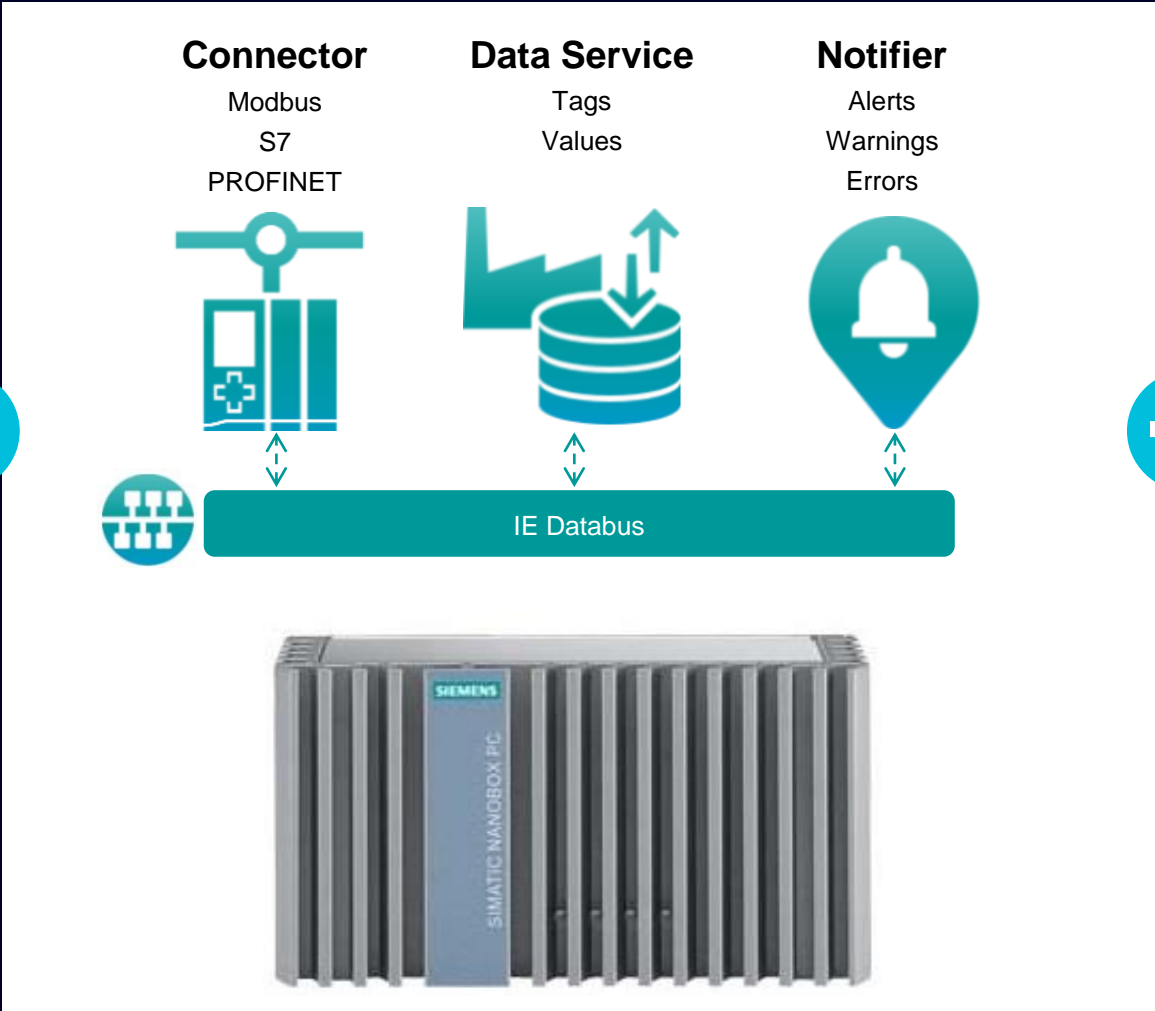 Connector
Modbus
S7
PROFINET
Data Service
Tags
Values
Notifier
Alerts
Warnings
Errors
IE Databus
SIEMENS
SIMATIC NANOBOX PC